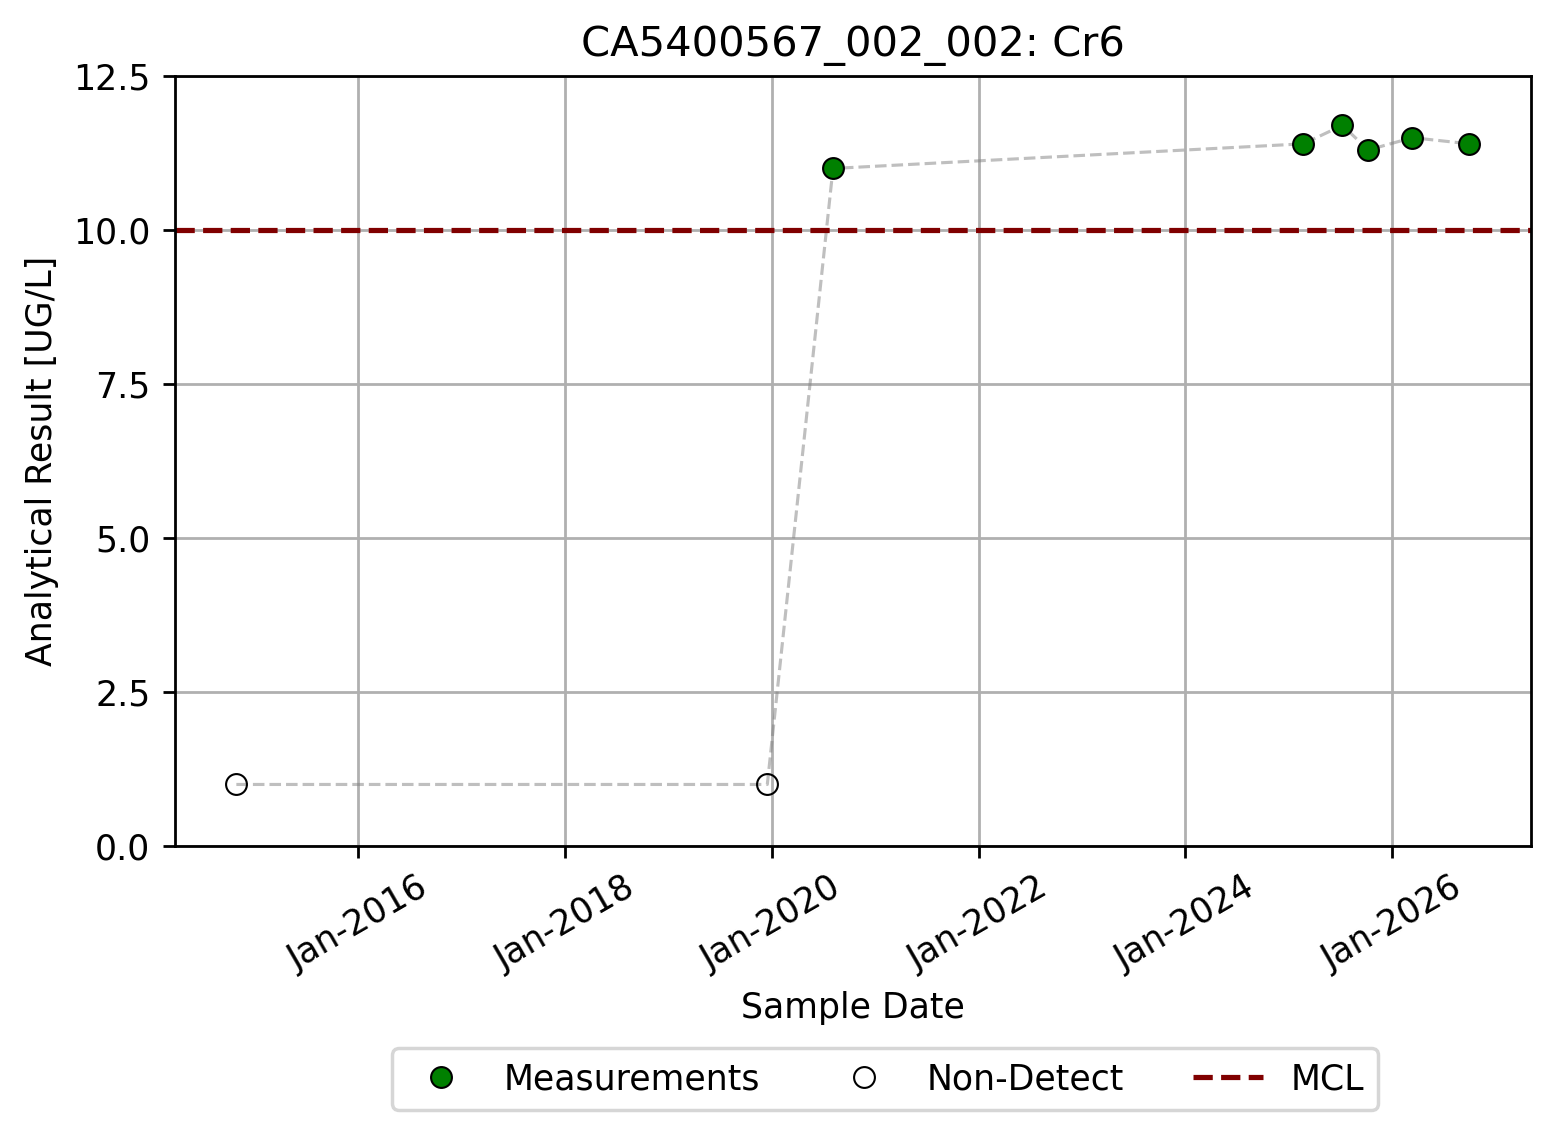 CA5400567_002_002: Cr6
12.5
10.0
7.5
5.0
2.5
0.0
Analytical Result [UG/L]
Jan-2016
Jan-2018
Jan-2020
Jan-2022
Jan-2024
Jan-2026
Sample Date
Measurements
Non-Detect
MCL